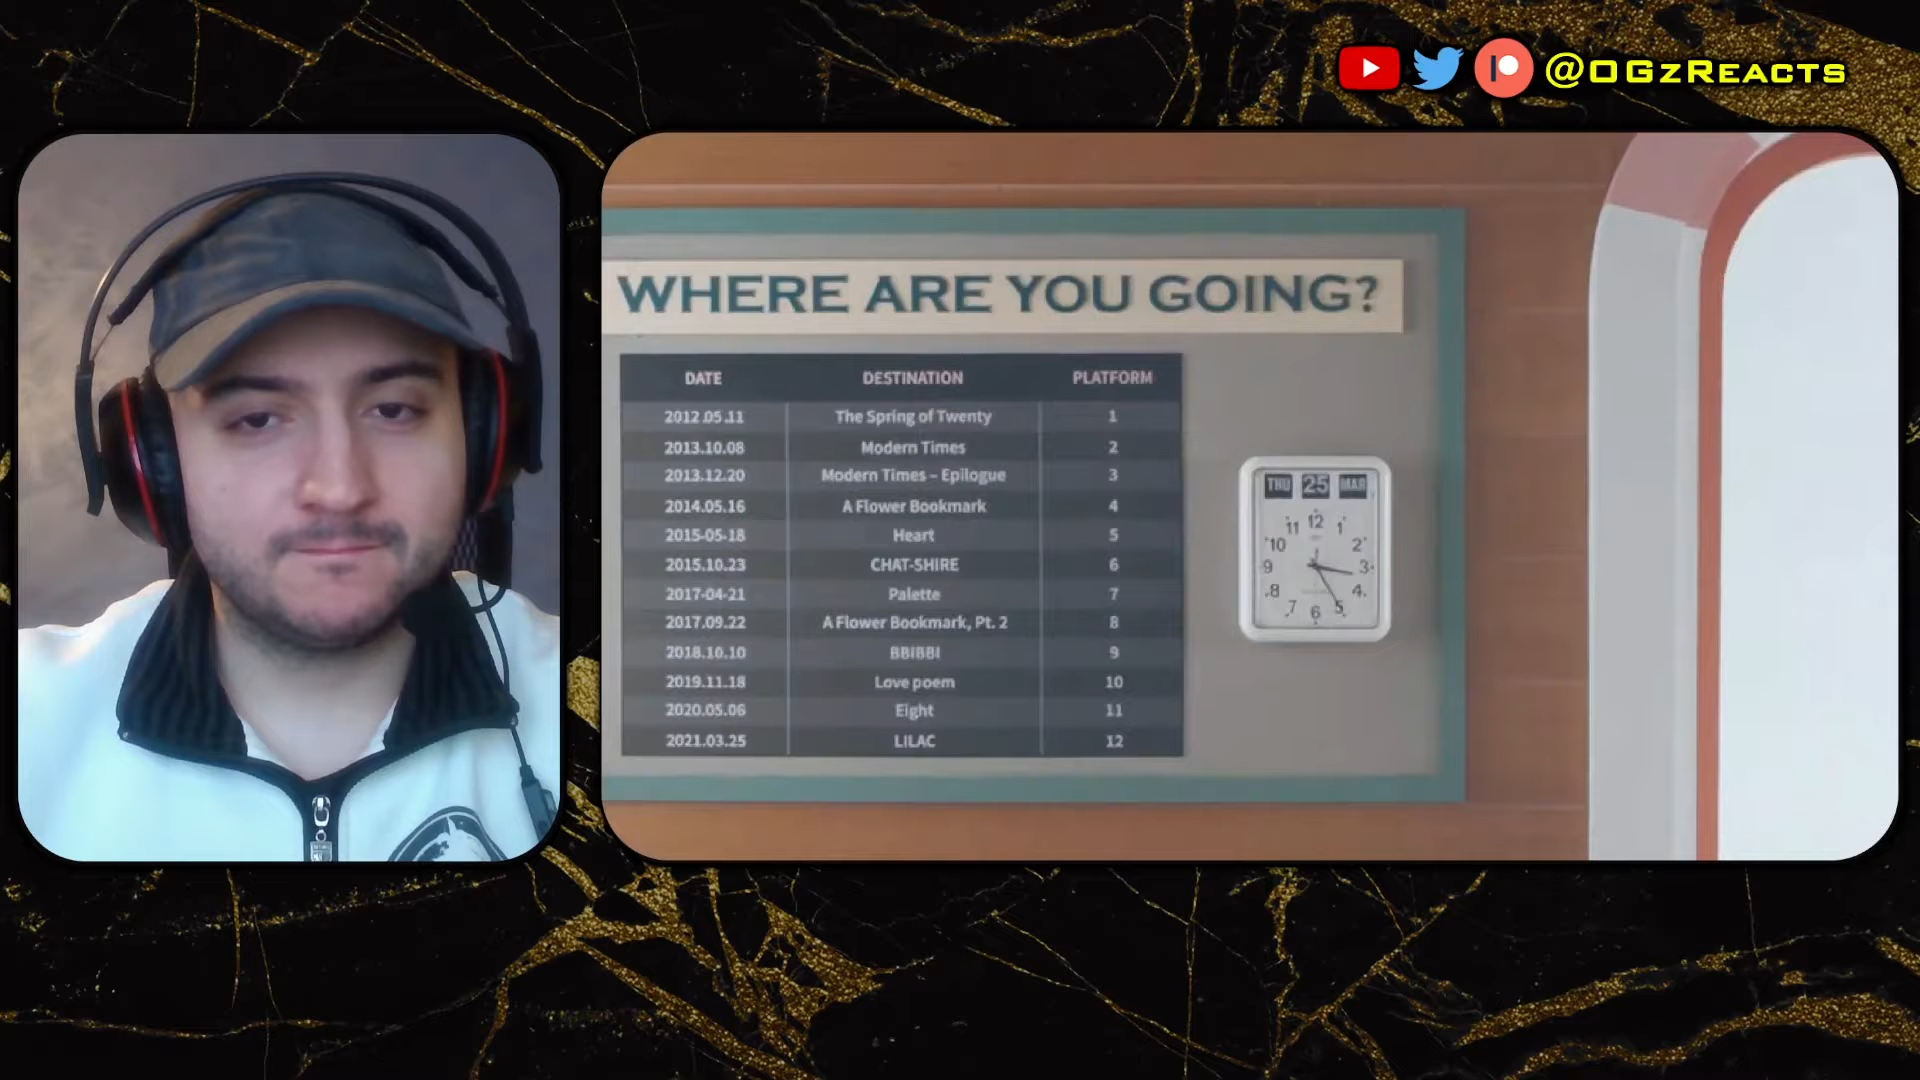 @OGzReacts
WHERE ARE YOU GOING?
DATE DESTINATION PLATFORM
2012.05.11 The Spring of Twenty 1
2013.10.08 Modern Times 2
2013.12.20 Modern Times – Epilogue 3
2014.05.16 A Flower Bookmark 4
2015-05-18 Heart 5
2015.10.23 CHAT-SHIRE 6
2017-04-21 Palette 7
2017.09.22 A Flower Bookmark, Pt. 2 8
2018.10.10 BBIBBI 9
2019.11.18 Love poem 10
2020.05.06 Eight 11
2021.03.25 LILAC 12
THU 25 MAR
12
11 1
10 2
9 3
8 4
7 5
6